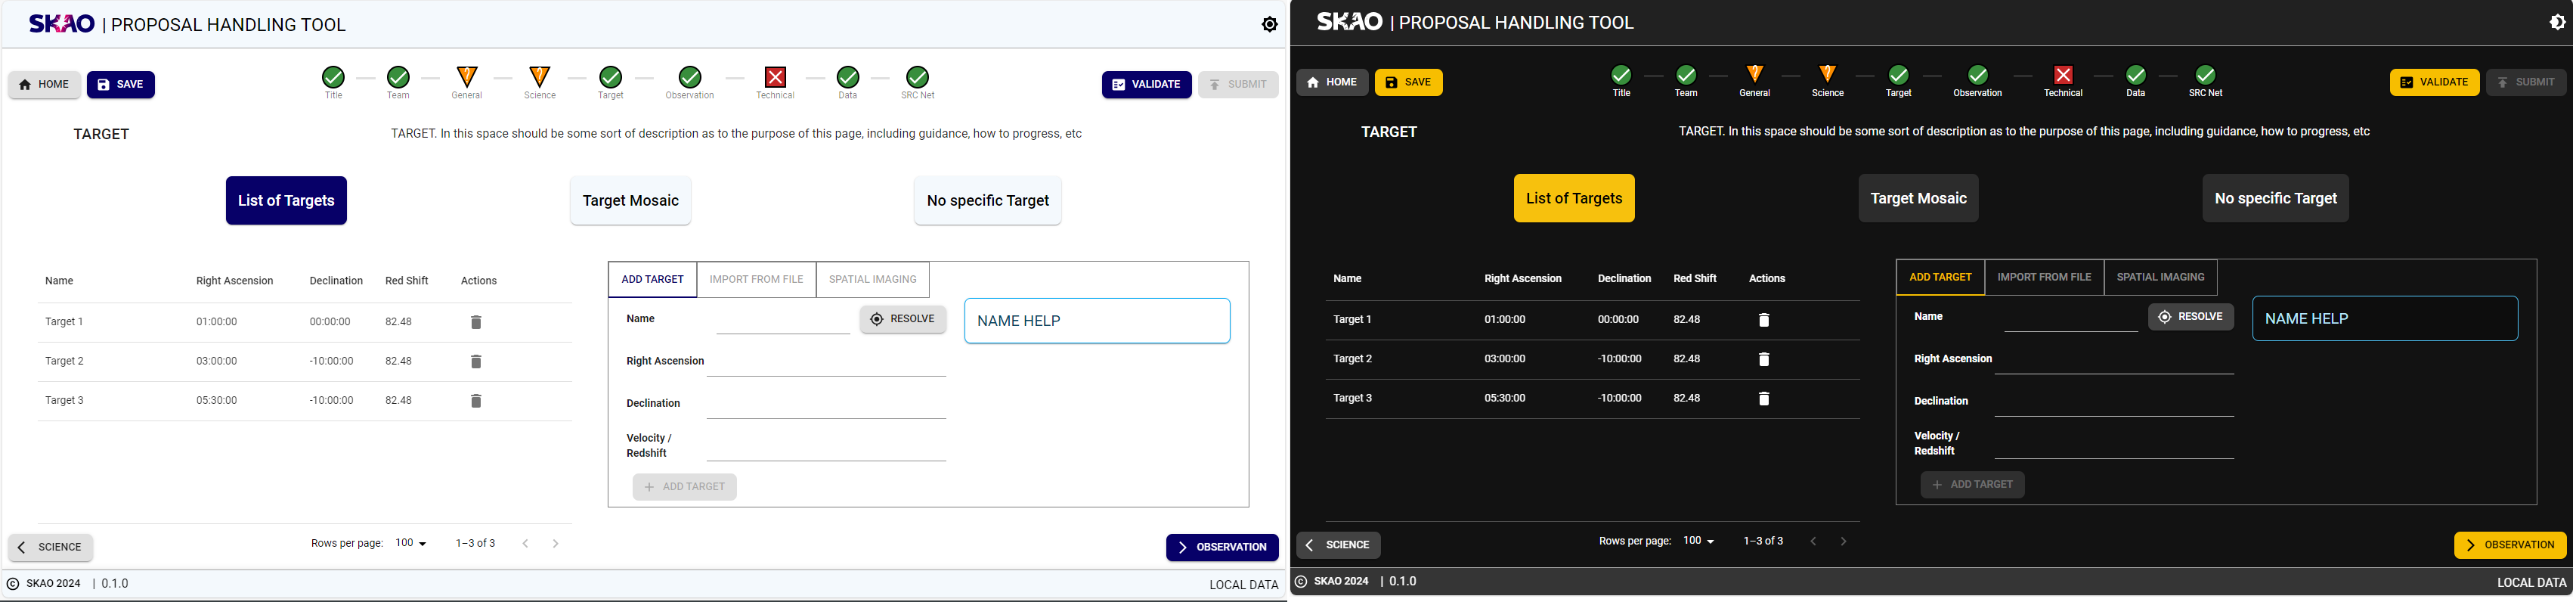 SKAO | PROPOSAL HANDLING TOOL
HOME SAVE
Title Team General Science Target Observation Technical Data SRC Net
VALIDATE SUBMIT
TARGET
TARGET. In this space should be some sort of description as to the purpose of this page, including guidance, how to progress, etc
List of Targets Target Mosaic No specific Target
Name Right Ascension Declination Red Shift Actions
Target 1 01:00:00 00:00:00 82.48
Target 2 03:00:00 -10:00:00 82.48
Target 3 05:30:00 -10:00:00 82.48
Rows per page: 100 1–3 of 3
ADD TARGET IMPORT FROM FILE SPATIAL IMAGING
Name RESOLVE
Right Ascension
Declination
Velocity /
Redshift
+ ADD TARGET
NAME HELP
SCIENCE OBSERVATION
© SKAO 2024 | 0.1.0 LOCAL DATA
SKAO | PROPOSAL HANDLING TOOL
HOME SAVE
Title Team General Science Target Observation Technical Data SRC Net
VALIDATE SUBMIT
TARGET
TARGET. In this space should be some sort of description as to the purpose of this page, including guidance, how to progress, etc
List of Targets Target Mosaic No specific Target
Name Right Ascension Declination Red Shift Actions
Target 1 01:00:00 00:00:00 82.48
Target 2 03:00:00 -10:00:00 82.48
Target 3 05:30:00 -10:00:00 82.48
Rows per page: 100 1–3 of 3
ADD TARGET IMPORT FROM FILE SPATIAL IMAGING
Name RESOLVE
Right Ascension
Declination
Velocity /
Redshift
+ ADD TARGET
NAME HELP
SCIENCE OBSERVATION
© SKAO 2024 | 0.1.0 LOCAL DATA